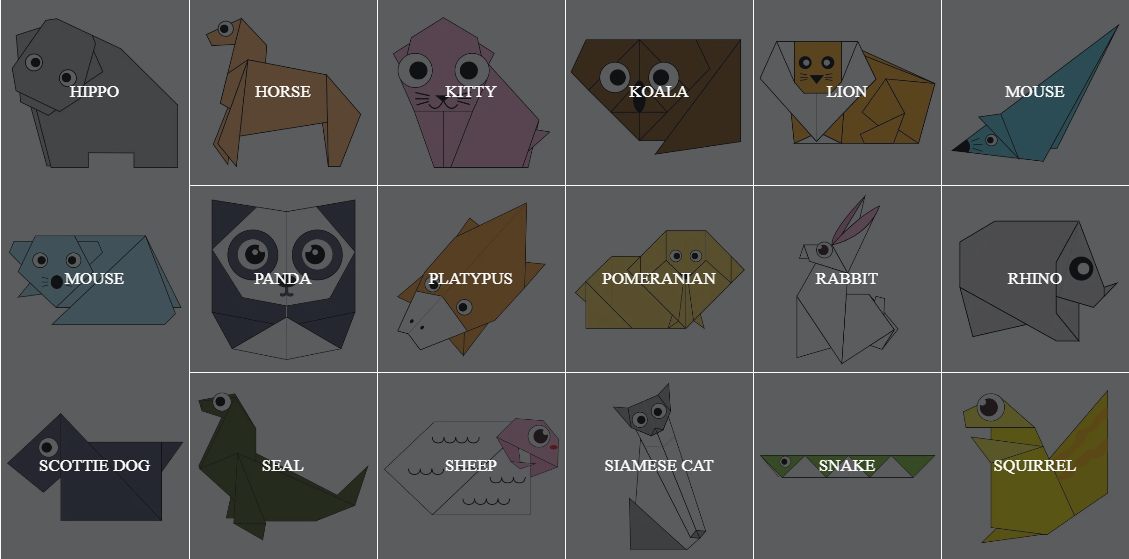 HIPPO
HORSE
KITTY
KOALA
LION
MOUSE
MOUSE
PANDA
PLATYPUS
POMERANIAN
RABBIT
RHINO
SCOTTIE DOG
SEAL
SHEEP
SIAMESE CAT
SNAKE
SQUIRREL